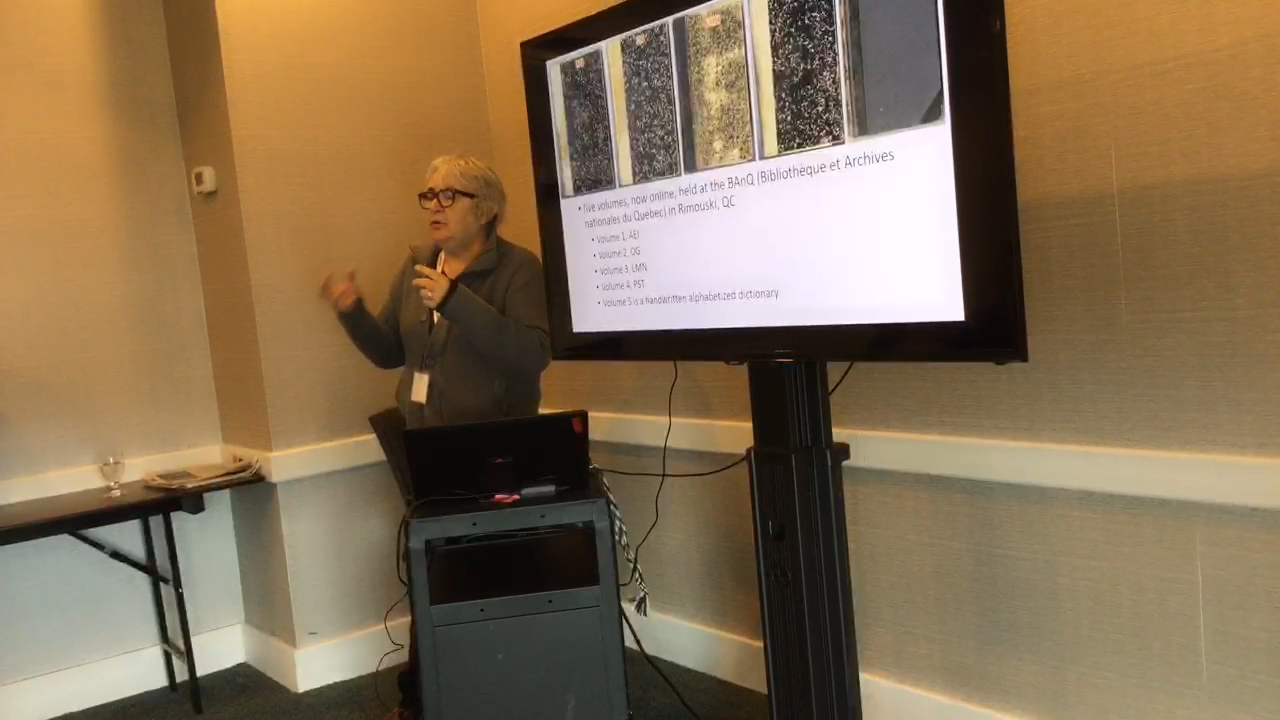 • five volumes, now online, held at the BAnQ (Bibliothèque et Archives
nationales du Quebec) in Rimouski, QC
• Volume 1, AEI
• Volume 2, OG
• Volume 3, LMN
• Volume 4, PST
• Volume 5 is a handwritten alphabetized dictionary